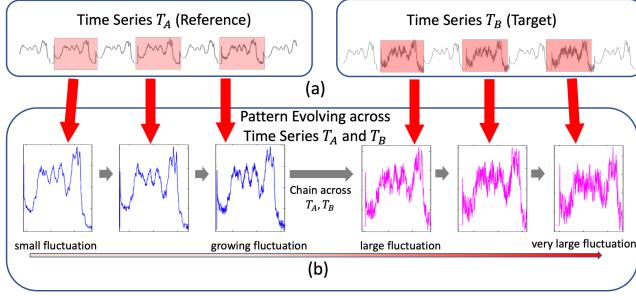 Time Series T_A (Reference)
Time Series T_B (Target)
(a)
Pattern Evolving across
Time Series T_A and T_B
Chain across
T_A, T_B
small fluctuation
growing fluctuation
large fluctuation
very large fluctuation
(b)